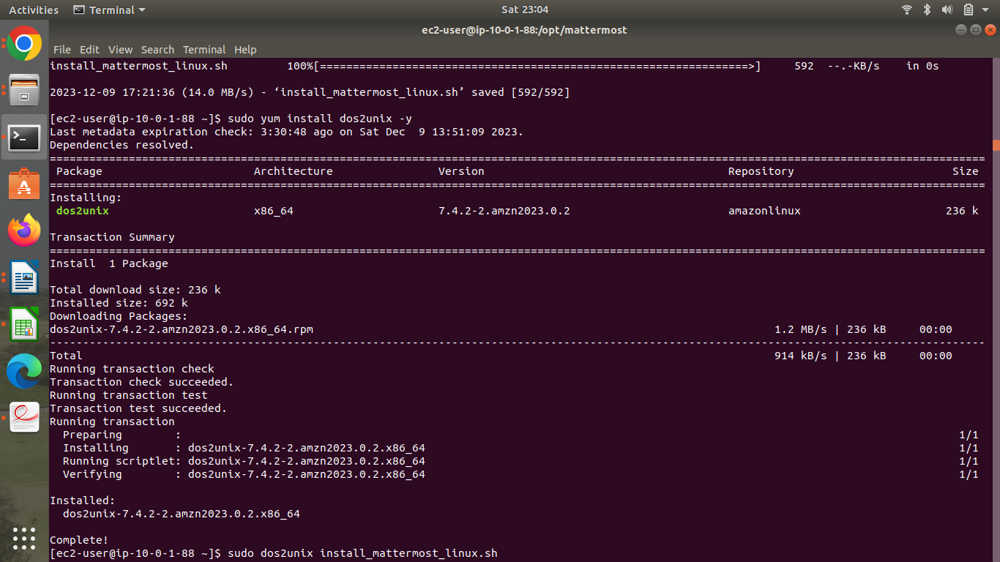 Activities Terminal Sat 23:04
ec2-user@ip-10-0-1-88:/opt/mattermost
File Edit View Search Terminal Help
install_mattermost_linux.sh 100%[=================================================================>] 592 --.-KB/s in 0s
2023-12-09 17:21:36 (14.0 MB/s) - ‘install_mattermost_linux.sh’ saved [592/592]
[ec2-user@ip-10-0-1-88 ~]$ sudo yum install dos2unix -y
Last metadata expiration check: 3:30:48 ago on Sat Dec  9 13:51:09 2023.
Dependencies resolved.
================================================================================================================================================
Package Architecture Version Repository Size
================================================================================================================================================
Installing:
dos2unix x86_64 7.4.2-2.amzn2023.0.2 amazonlinux 236 k
Transaction Summary
================================================================================================================================================
Install  1 Package
Total download size: 236 k
Installed size: 692 k
Downloading Packages:
dos2unix-7.4.2-2.amzn2023.0.2.x86_64.rpm 1.2 MB/s | 236 kB 00:00
------------------------------------------------------------------------------------------------------------------------------------------------
Total 914 kB/s | 236 kB 00:00
Running transaction check
Transaction check succeeded.
Running transaction test
Transaction test succeeded.
Running transaction
Preparing : 1/1
Installing : dos2unix-7.4.2-2.amzn2023.0.2.x86_64 1/1
Running scriptlet: dos2unix-7.4.2-2.amzn2023.0.2.x86_64 1/1
Verifying : dos2unix-7.4.2-2.amzn2023.0.2.x86_64 1/1
Installed:
dos2unix-7.4.2-2.amzn2023.0.2.x86_64
Complete!
[ec2-user@ip-10-0-1-88 ~]$ sudo dos2unix install_mattermost_linux.sh